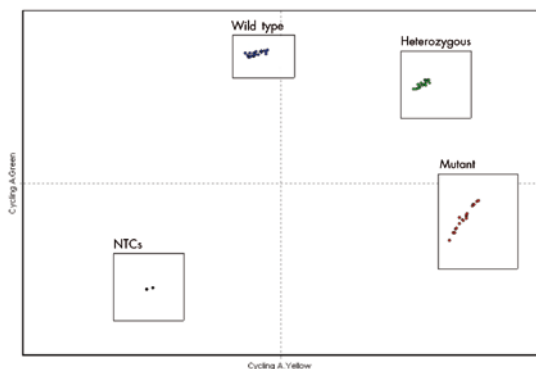 Wild type
Heterozygous
Mutant
NTCs
Cycling A.Green
Cycling A.Yellow